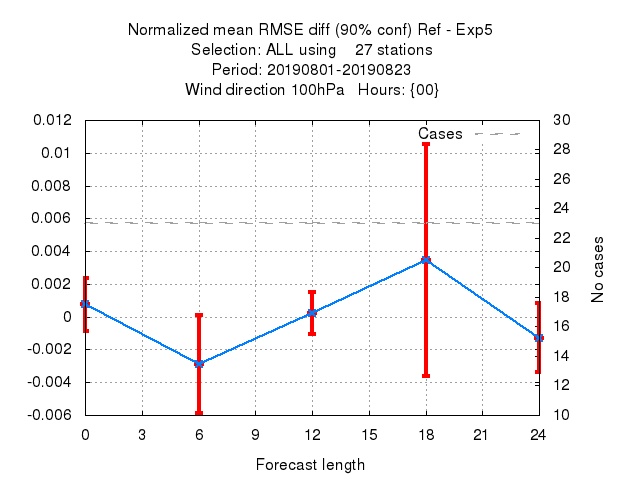 Normalized mean RMSE diff (90% conf) Ref - Exp5
Selection: ALL using    27 stations
Period: 20190801-20190823
Wind direction 100hPa   Hours: {00}
Cases
0.012
0.01
0.008
0.006
0.004
0.002
0
-0.002
-0.004
-0.006
30
28
26
24
22
20
18
16
14
12
10
No cases
0 3 6 9 12 15 18 21 24
Forecast length